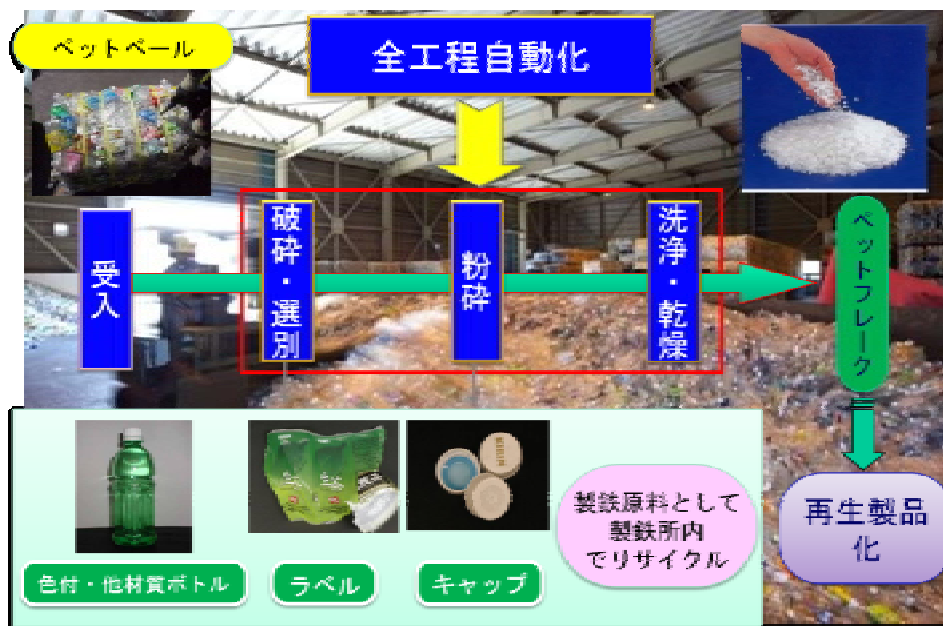 ペットベール
全工程自動化
受入
破砕・選別
粉砕
洗浄・乾燥
ペットフレーク
製鉄原料として
製鉄所内
でリサイクル
再生製品
化
色付・他材質ボトル
ラベル
キャップ